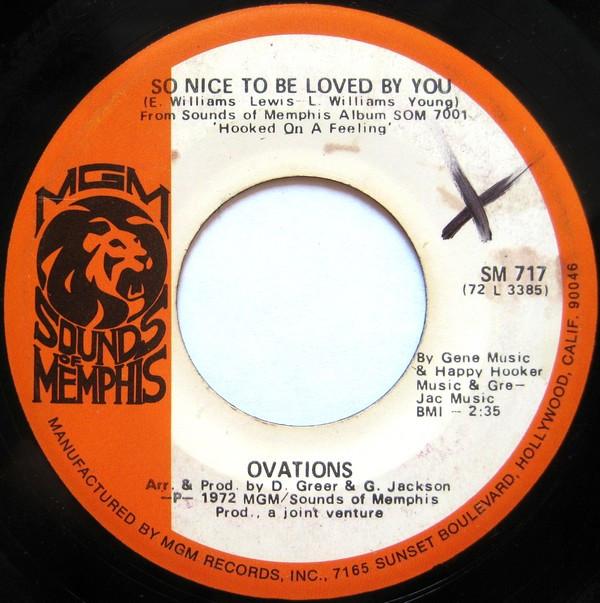 SO NICE TO BE LOVED BY YOU
(E. Williams Lewis L. Williams Young)
From Sounds of Memphis Album SOM 7001
'Hooked On A Feeling'
MGM
SOUNDS
OF
MEMPHIS
SM 717
(72 L 3385)
By Gene Music
& Happy Hooker
Music & Gre-
Jac Music
BMI - 2:35
OVATIONS
Arr. & Prod. by D. Greer & G. Jackson
-P- 1972 MGM/Sounds of Memphis
Prod., a joint venture
MANUFACTURED BY MGM RECORDS, INC., 7165 SUNSET BOULEVARD, HOLLYWOOD, CALIF. 90046